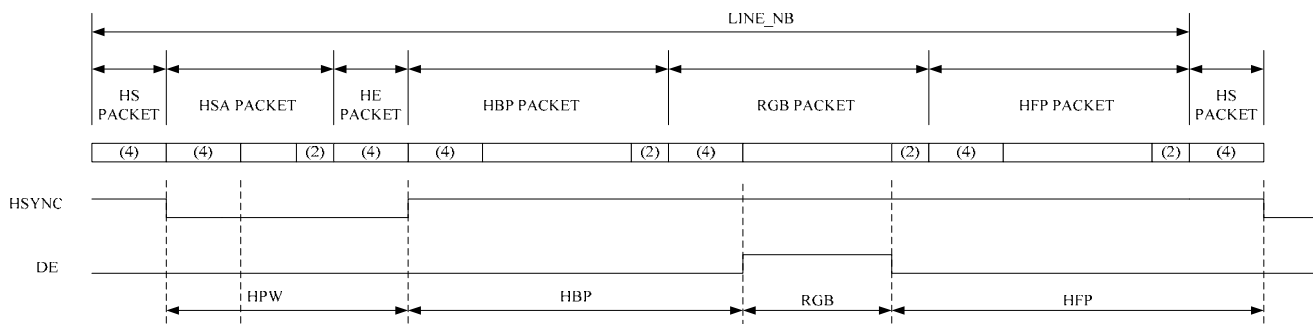 LINE_NB
HS PACKET
HSA PACKET
HE PACKET
HBP PACKET
RGB PACKET
HFP PACKET
HS PACKET
(4) (4) (2) (4) (4) (2) (4) (2) (4) (2) (4)
HSYNC
DE
HPW HBP RGB HFP